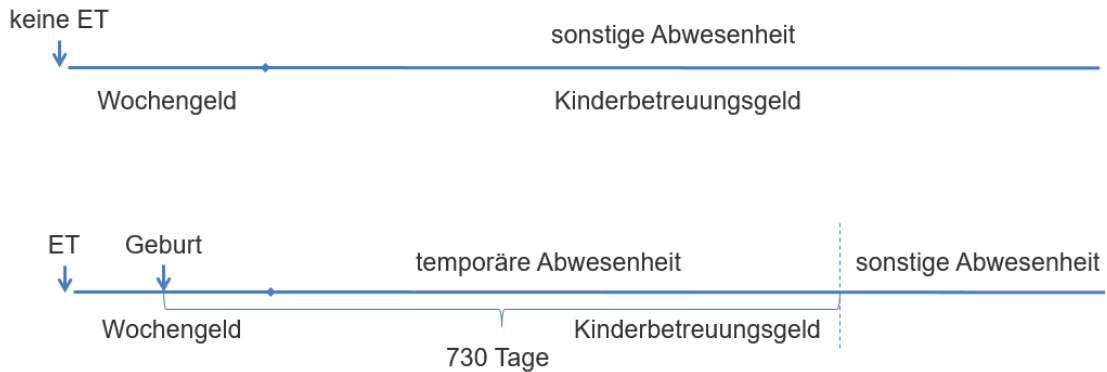 keine ET
sonstige Abwesenheit
Wochengeld
Kinderbetreuungsgeld
ET
Geburt
temporäre Abwesenheit
sonstige Abwesenheit
Wochengeld
Kinderbetreuungsgeld
730 Tage